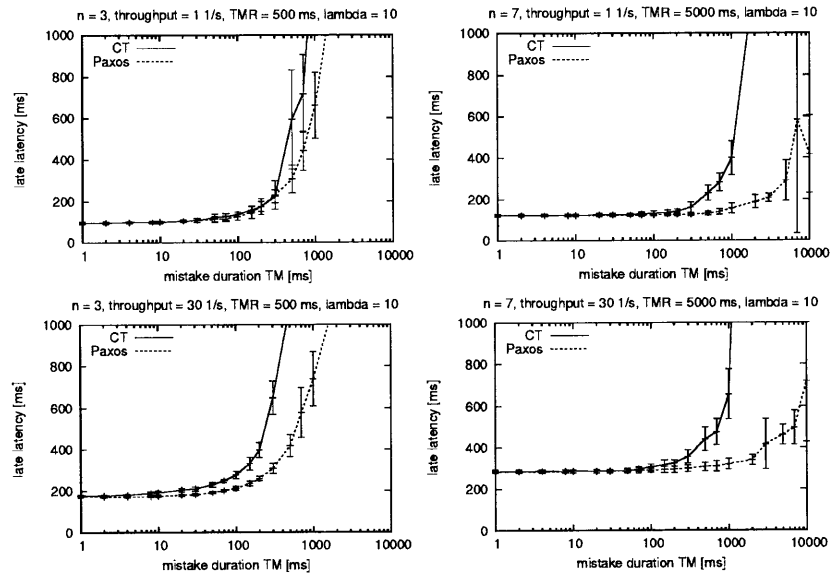 n = 3, throughput = 1 1/s, TMR = 500 ms, lambda = 10
CT
Paxos
late latency [ms]
1000
800
600
400
200
0
1 10 100 1000 10000
mistake duration TM [ms]
n = 7, throughput = 1 1/s, TMR = 5000 ms, lambda = 10
CT
Paxos
late latency [ms]
1000
800
600
400
200
0
1 10 100 1000 10000
mistake duration TM [ms]
n = 3, throughput = 30 1/s, TMR = 500 ms, lambda = 10
CT
Paxos
late latency [ms]
1000
800
600
400
200
0
1 10 100 1000 10000
mistake duration TM [ms]
n = 7, throughput = 30 1/s, TMR = 5000 ms, lambda = 10
CT
Paxos
late latency [ms]
1000
800
600
400
200
0
1 10 100 1000 10000
mistake duration TM [ms]